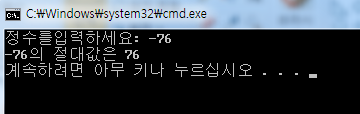 C:\Windows\system32\cmd.exe
정수를입력하세요: -76
-76의 절대값은 76
계속하려면 아무 키나 누르십시오 . . .